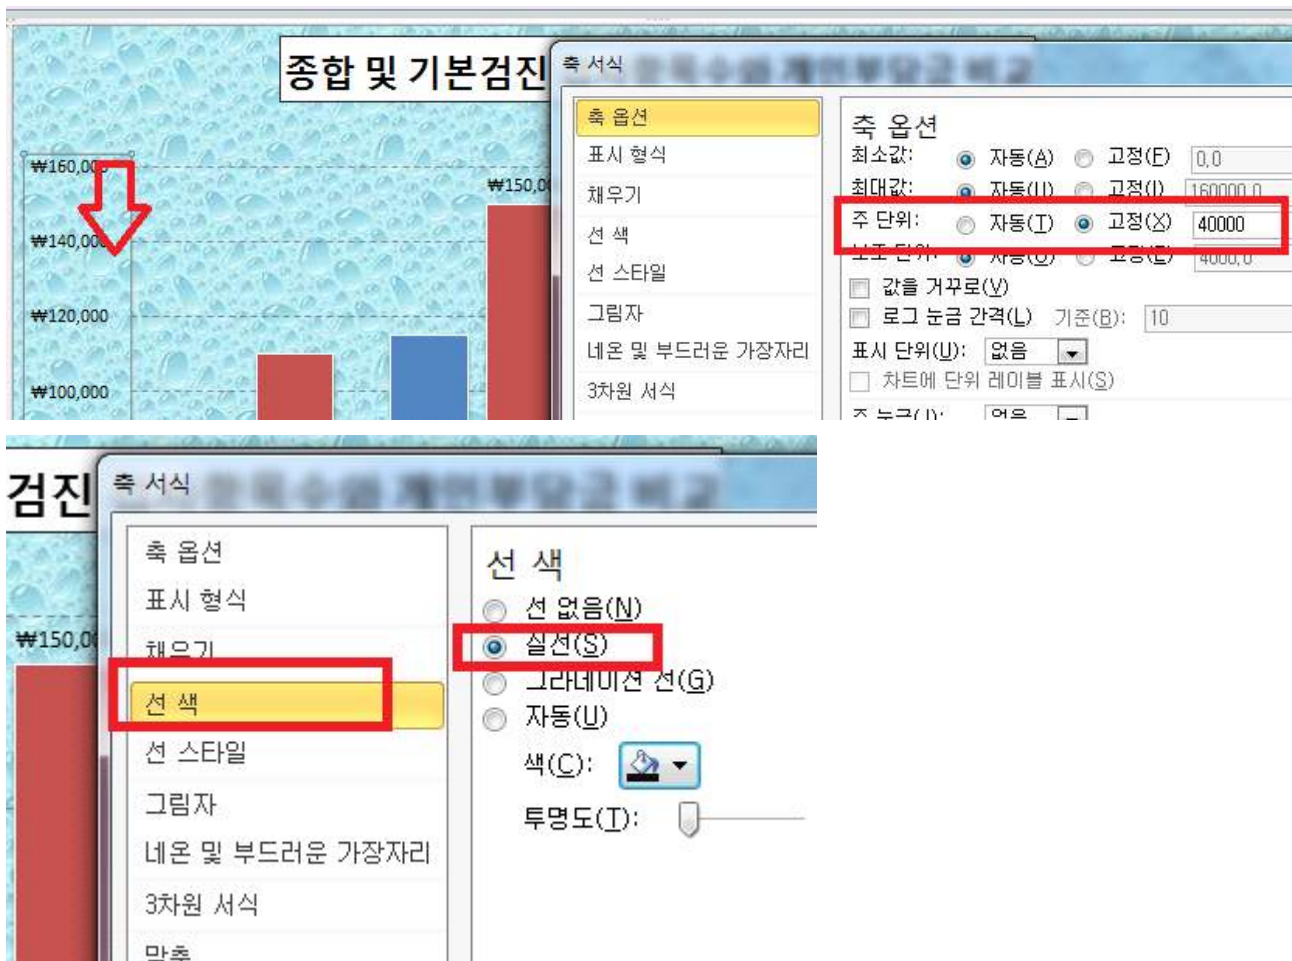 종합 및 기본검진
축 서식
축 옵션
표시 형식
채우기
선 색
선 스타일
그림자
네온 및 부드러운 가장자리
3차원 서식
축 옵션
최소값: 자동(A) 고정(F) 0,0
최대값: 자동(U) 고정(I) 160000,0
주 단위: 자동(T) 고정(X) 40000
보조 단위: 자동(O) 고정(E) 4000,0
값을 거꾸로(V)
로그 눈금 간격(L) 기준(B): 10
표시 단위(U): 없음
차트에 단위 레이블 표시(S)
주 눈금(J): 없음
₩160,000
₩150,0
₩140,000
₩120,000
₩100,000
검진
축 서식
₩150,0
축 옵션
표시 형식
채우기
선 색
선 스타일
그림자
네온 및 부드러운 가장자리
3차원 서식
맞춤
선 색
선 없음(N)
실선(S)
그라데이션 선(G)
자동(U)
색(C):
투명도(T):